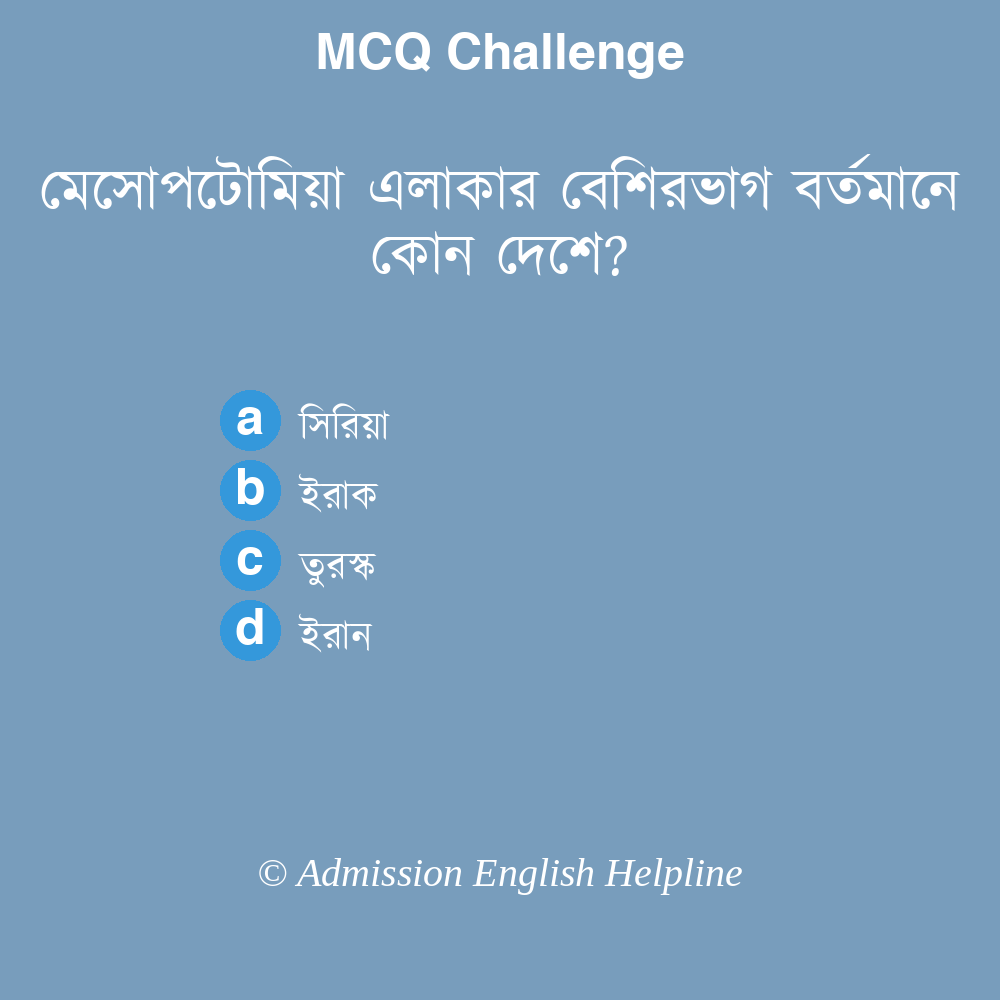 MCQ Challenge
মেসোপটোমিয়া এলাকার বেশিরভাগ বর্তমানে
কোন দেশে?
a সিরিয়া
b ইরাক
c তুরস্ক
d ইরান
© Admission English Helpline